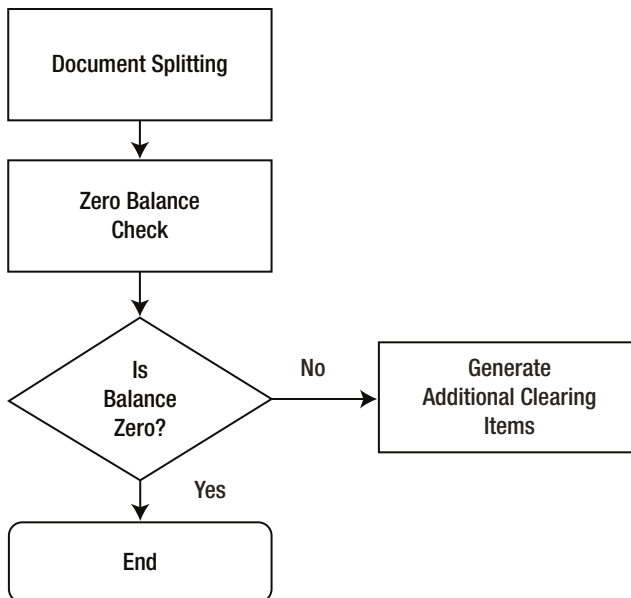 Document Splitting
Zero Balance
Check
Is
Balance
Zero?
No
Generate
Additional Clearing
Items
Yes
End